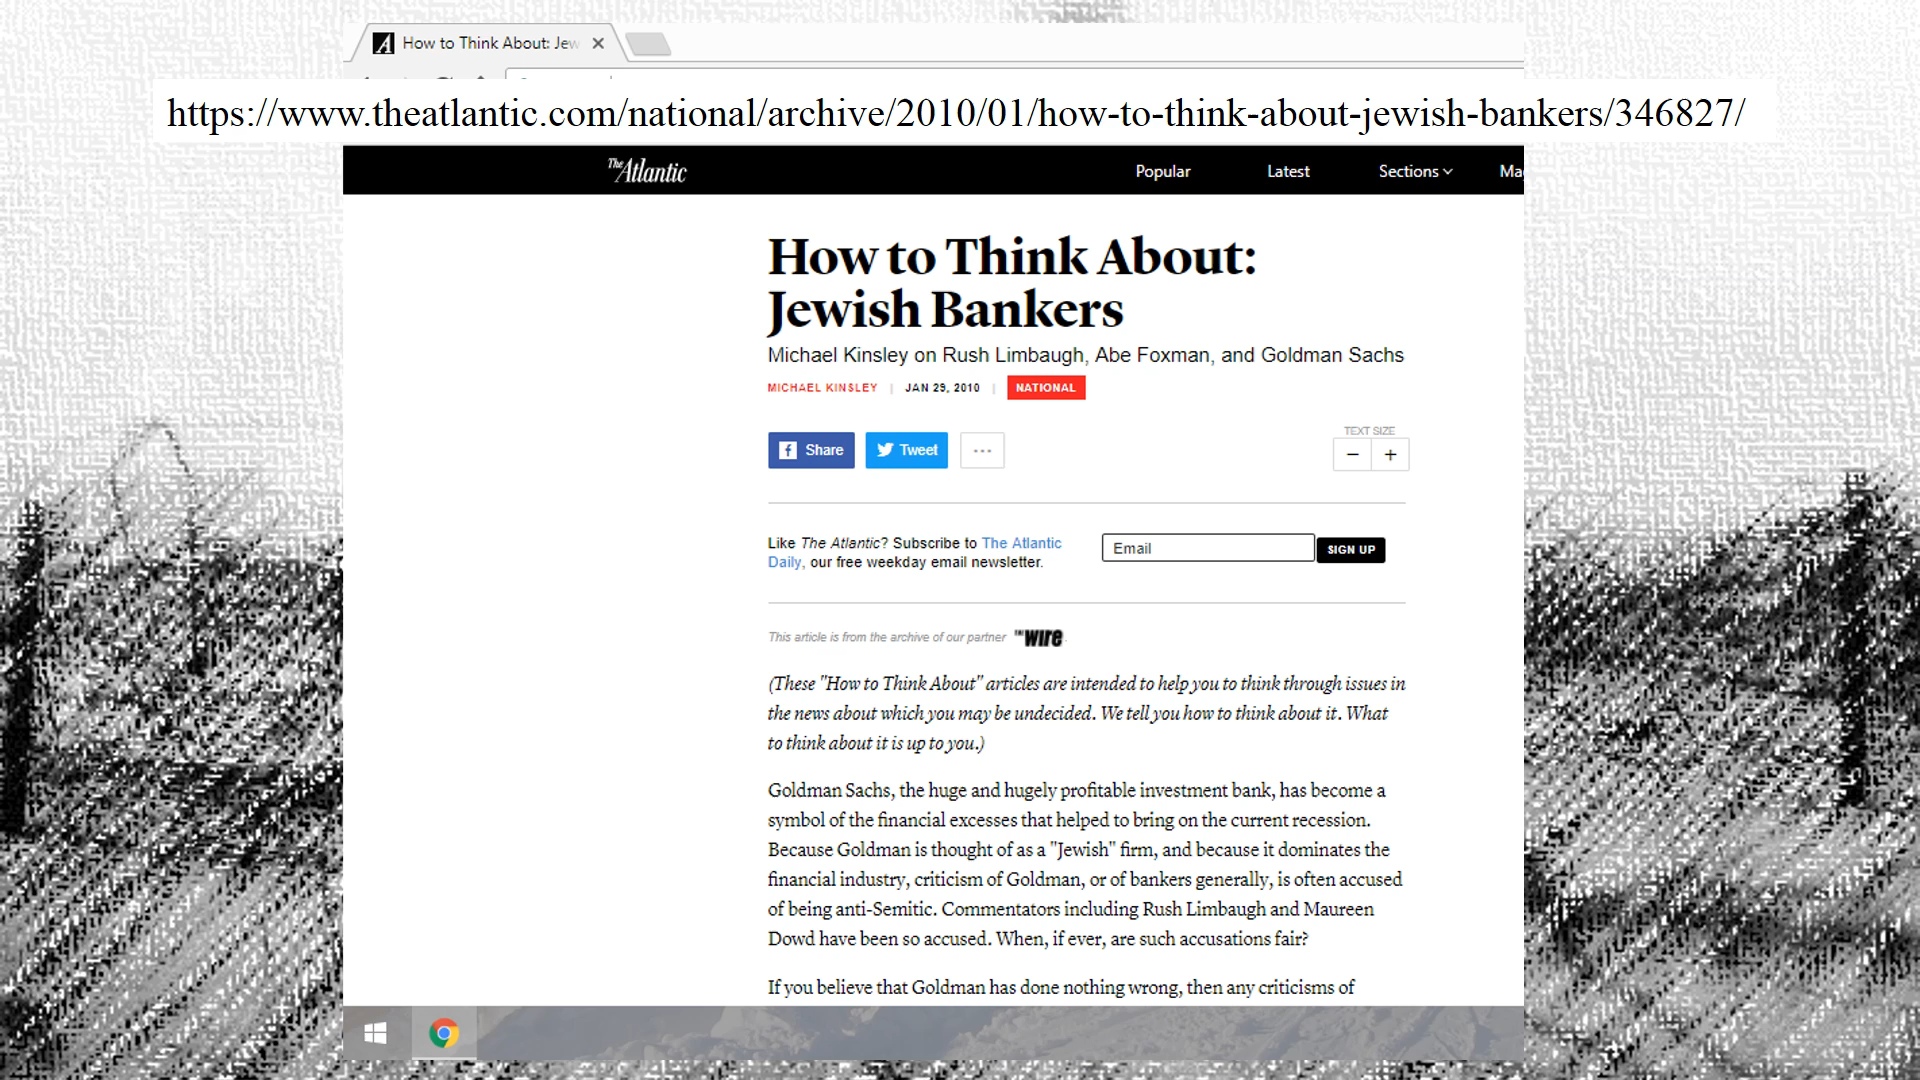 How to Think About: Jew
https://www.theatlantic.com/national/archive/2010/01/how-to-think-about-jewish-bankers/346827/
The Atlantic
Popular
Latest
Sections
Ma
How to Think About:
Jewish Bankers
Michael Kinsley on Rush Limbaugh, Abe Foxman, and Goldman Sachs
MICHAEL KINSLEY | JAN 29, 2010 | NATIONAL
Share
Tweet
...
TEXT SIZE
− +
Like The Atlantic? Subscribe to The Atlantic
Daily, our free weekday email newsletter.
Email
SIGN UP
This article is from the archive of our partner THE WIRE.
(These "How to Think About" articles are intended to help you to think through issues in
the news about which you may be undecided. We tell you how to think about it. What
to think about it is up to you.)
Goldman Sachs, the huge and hugely profitable investment bank, has become a
symbol of the financial excesses that helped to bring on the current recession.
Because Goldman is thought of as a "Jewish" firm, and because it dominates the
financial industry, criticism of Goldman, or of bankers generally, is often accused
of being anti-Semitic. Commentators including Rush Limbaugh and Maureen
Dowd have been so accused. When, if ever, are such accusations fair?
If you believe that Goldman has done nothing wrong, then any criticisms of